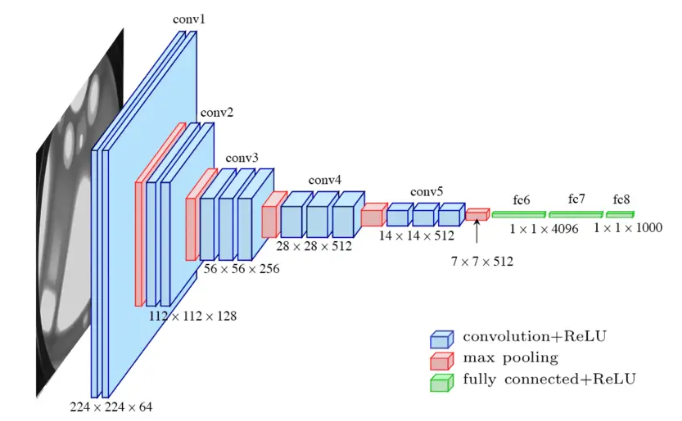 conv1
conv2
conv3
conv4
conv5
fc6
fc7
fc8
1 × 1 × 4096
1 × 1 × 1000
14 × 14 × 512
28 × 28 × 512
7 × 7 × 512
56 × 56 × 256
112 × 112 × 128
224 × 224 × 64
convolution+ReLU
max pooling
fully connected+ReLU